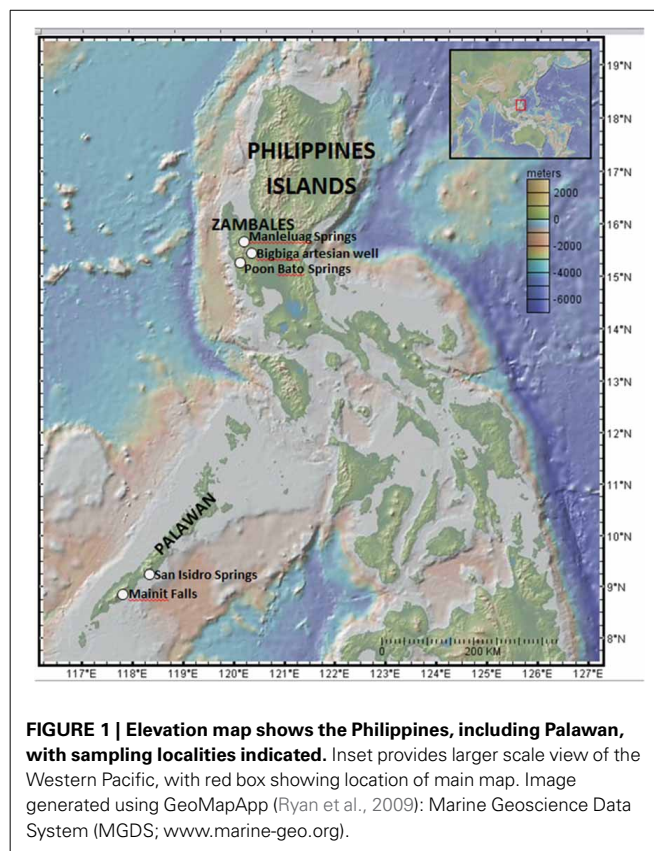 19°N
18°N
PHILIPPINES
ISLANDS
17°N
meters
2000
0
-2000
-4000
-6000
ZAMBALES
16°N
Manleluag Springs
Bigbiga artesian well
Poon Bato Springs
15°N
14°N
13°N
12°N
11°N
PALAWAN
10°N
San Isidro Springs
9°N
Mainit Falls
8°N
0 200 KM
117°E 118°E 119°E 120°E 121°E 122°E 123°E 124°E 125°E 126°E 127°E
FIGURE 1 | Elevation map shows the Philippines, including Palawan,
with sampling localities indicated. Inset provides larger scale view of the
Western Pacific, with red box showing location of main map. Image
generated using GeoMapApp (Ryan et al., 2009): Marine Geoscience Data
System (MGDS; www.marine-geo.org).